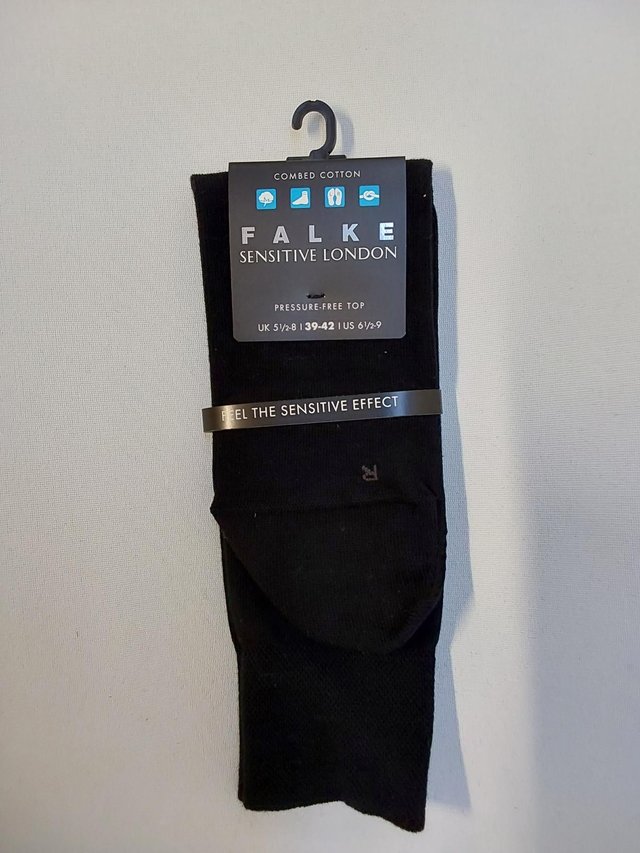 COMBED COTTON
FALKE
SENSITIVE LONDON
PRESSURE-FREE TOP
UK 5½-8 | 39-42 | US 6½-9
FEEL THE SENSITIVE EFFECT
R